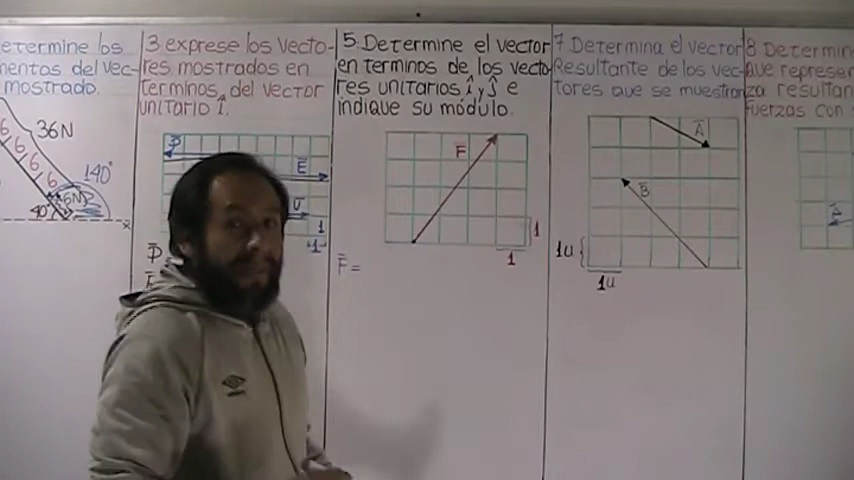 etermine los
mentos del vec-
mostrado.
6
6
6
6
36N
140°
6N
40°
x
3 exprese los vecto-
res mostrados en
terminos del vector
unitario î.
P
E
U
1
1
P =
5. Determine el vector
en terminos de los vecto
res unitarios î y ĵ e
indique su módulo.
F
1
1
F =
7 Determina el vector
Resultante de los vec-
tores que se muestran
A
B
1u
1u
8 Determin
que represen
za resultan
fuerzas con